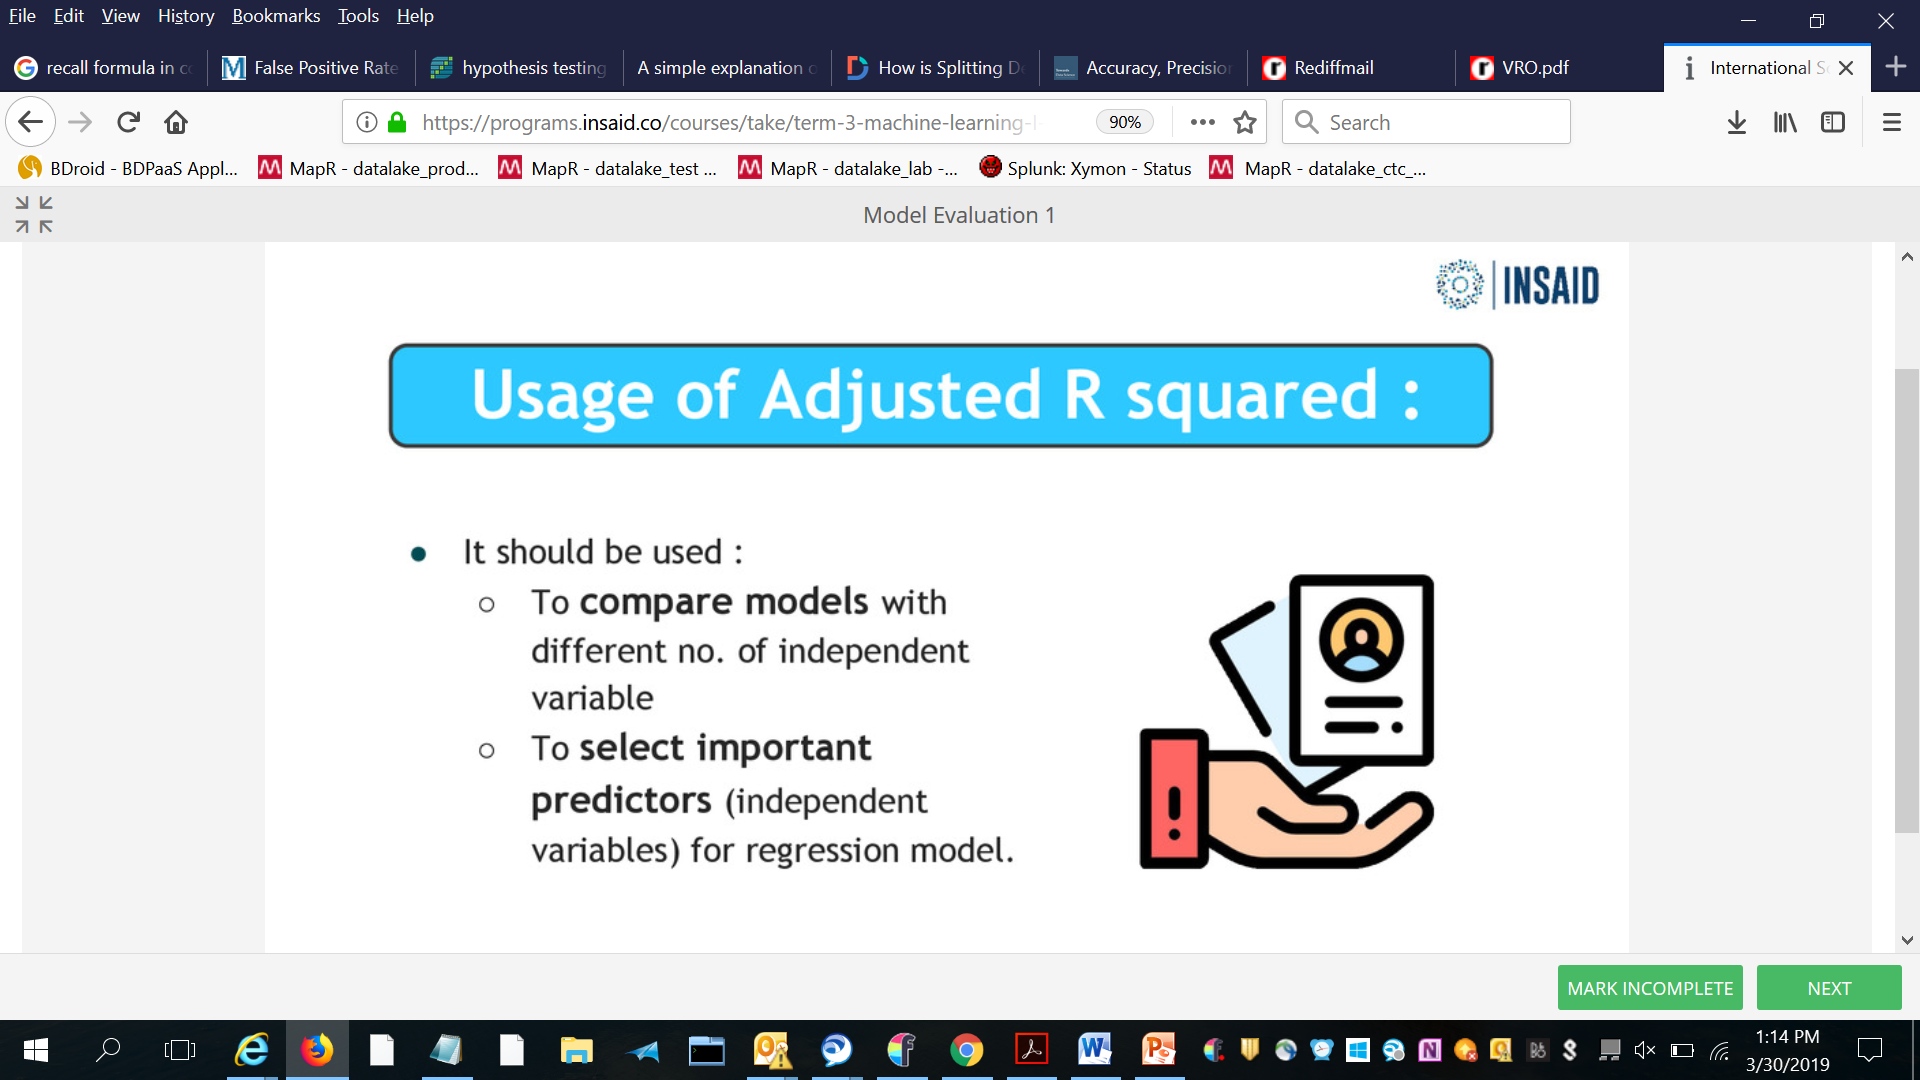 File Edit View History Bookmarks Tools Help
recall formula in co
False Positive Rate
hypothesis testing
A simple explanation o
How is Splitting De
Accuracy, Precision
Rediffmail
VRO.pdf
International Sc
https://programs.insaid.co/courses/take/term-3-machine-learning-l
90%
Search
BDroid - BDPaaS Appl...
MapR - datalake_prod...
MapR - datalake_test ...
MapR - datalake_lab -...
Splunk: Xymon - Status
MapR - datalake_ctc_...
Model Evaluation 1
INSAID
Usage of Adjusted R squared :
It should be used :
To compare models with
different no. of independent
variable
To select important
predictors (independent
variables) for regression model.
MARK INCOMPLETE
NEXT
1:14 PM
3/30/2019